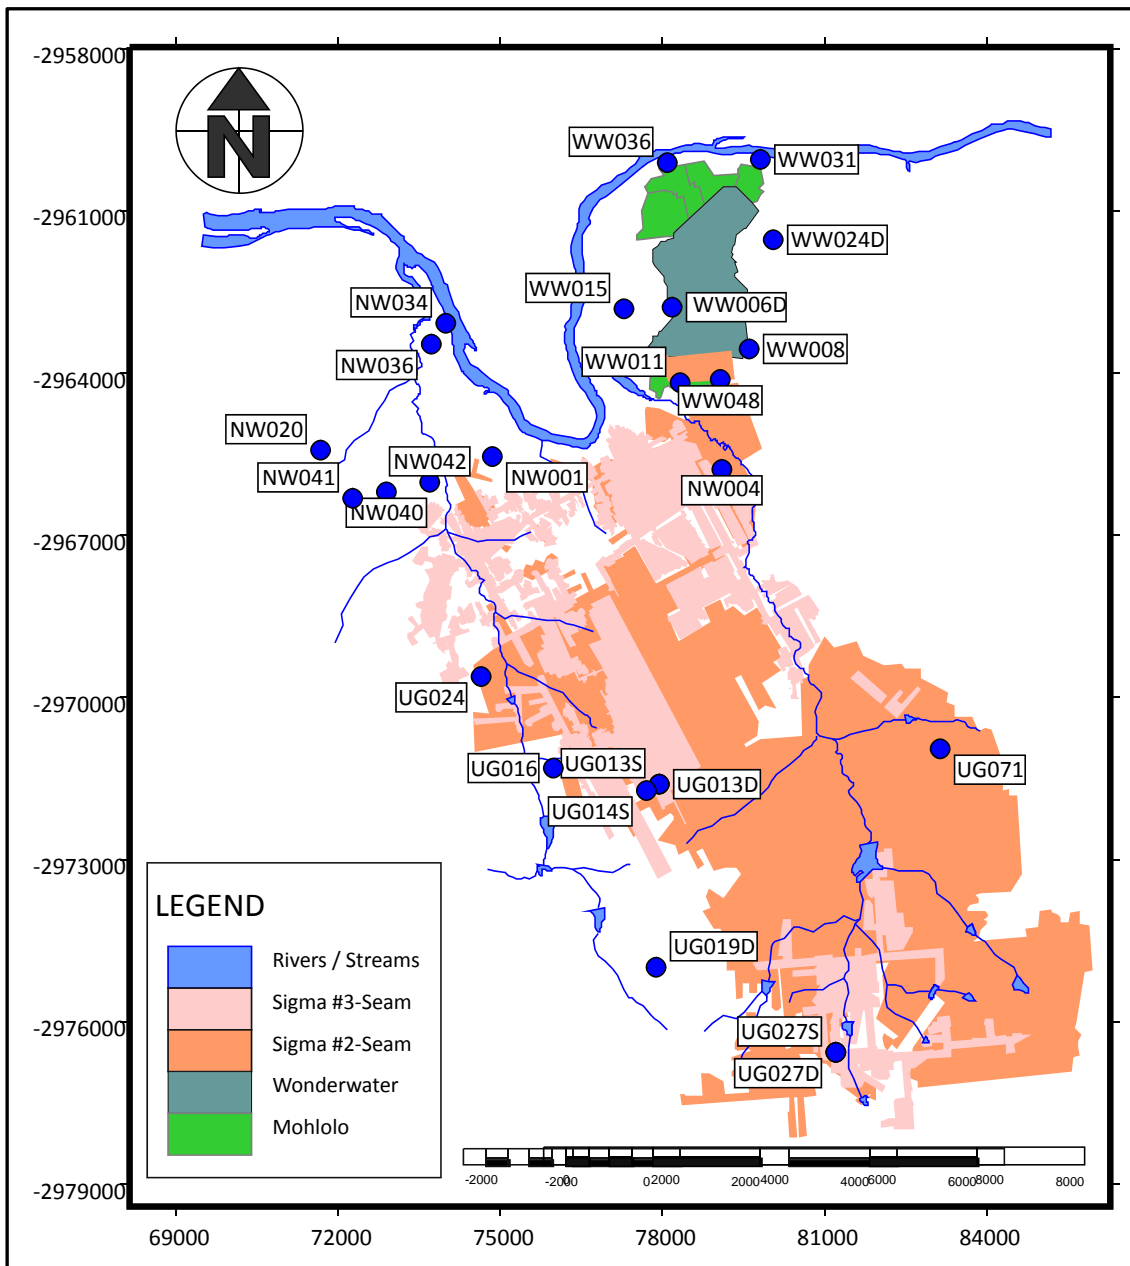 -2958000
N
WW036
WW031
-2961000
WW024D
WW015
WW006D
NW034
WW008
NW036
WW011
-2964000
WW048
NW020
NW042
NW041
NW001
NW004
NW040
-2967000
UG024
-2970000
UG016
UG013S
UG013D
UG071
UG014S
-2973000
LEGEND
Rivers / Streams
Sigma #3-Seam
Sigma #2-Seam
Wonderwater
Mohlolo
UG019D
-2976000
UG027S
UG027D
-2979000
-2000 -2000 0 2000 4000 6000 8000
0 2000 4000 6000 8000
69000 72000 75000 78000 81000 84000